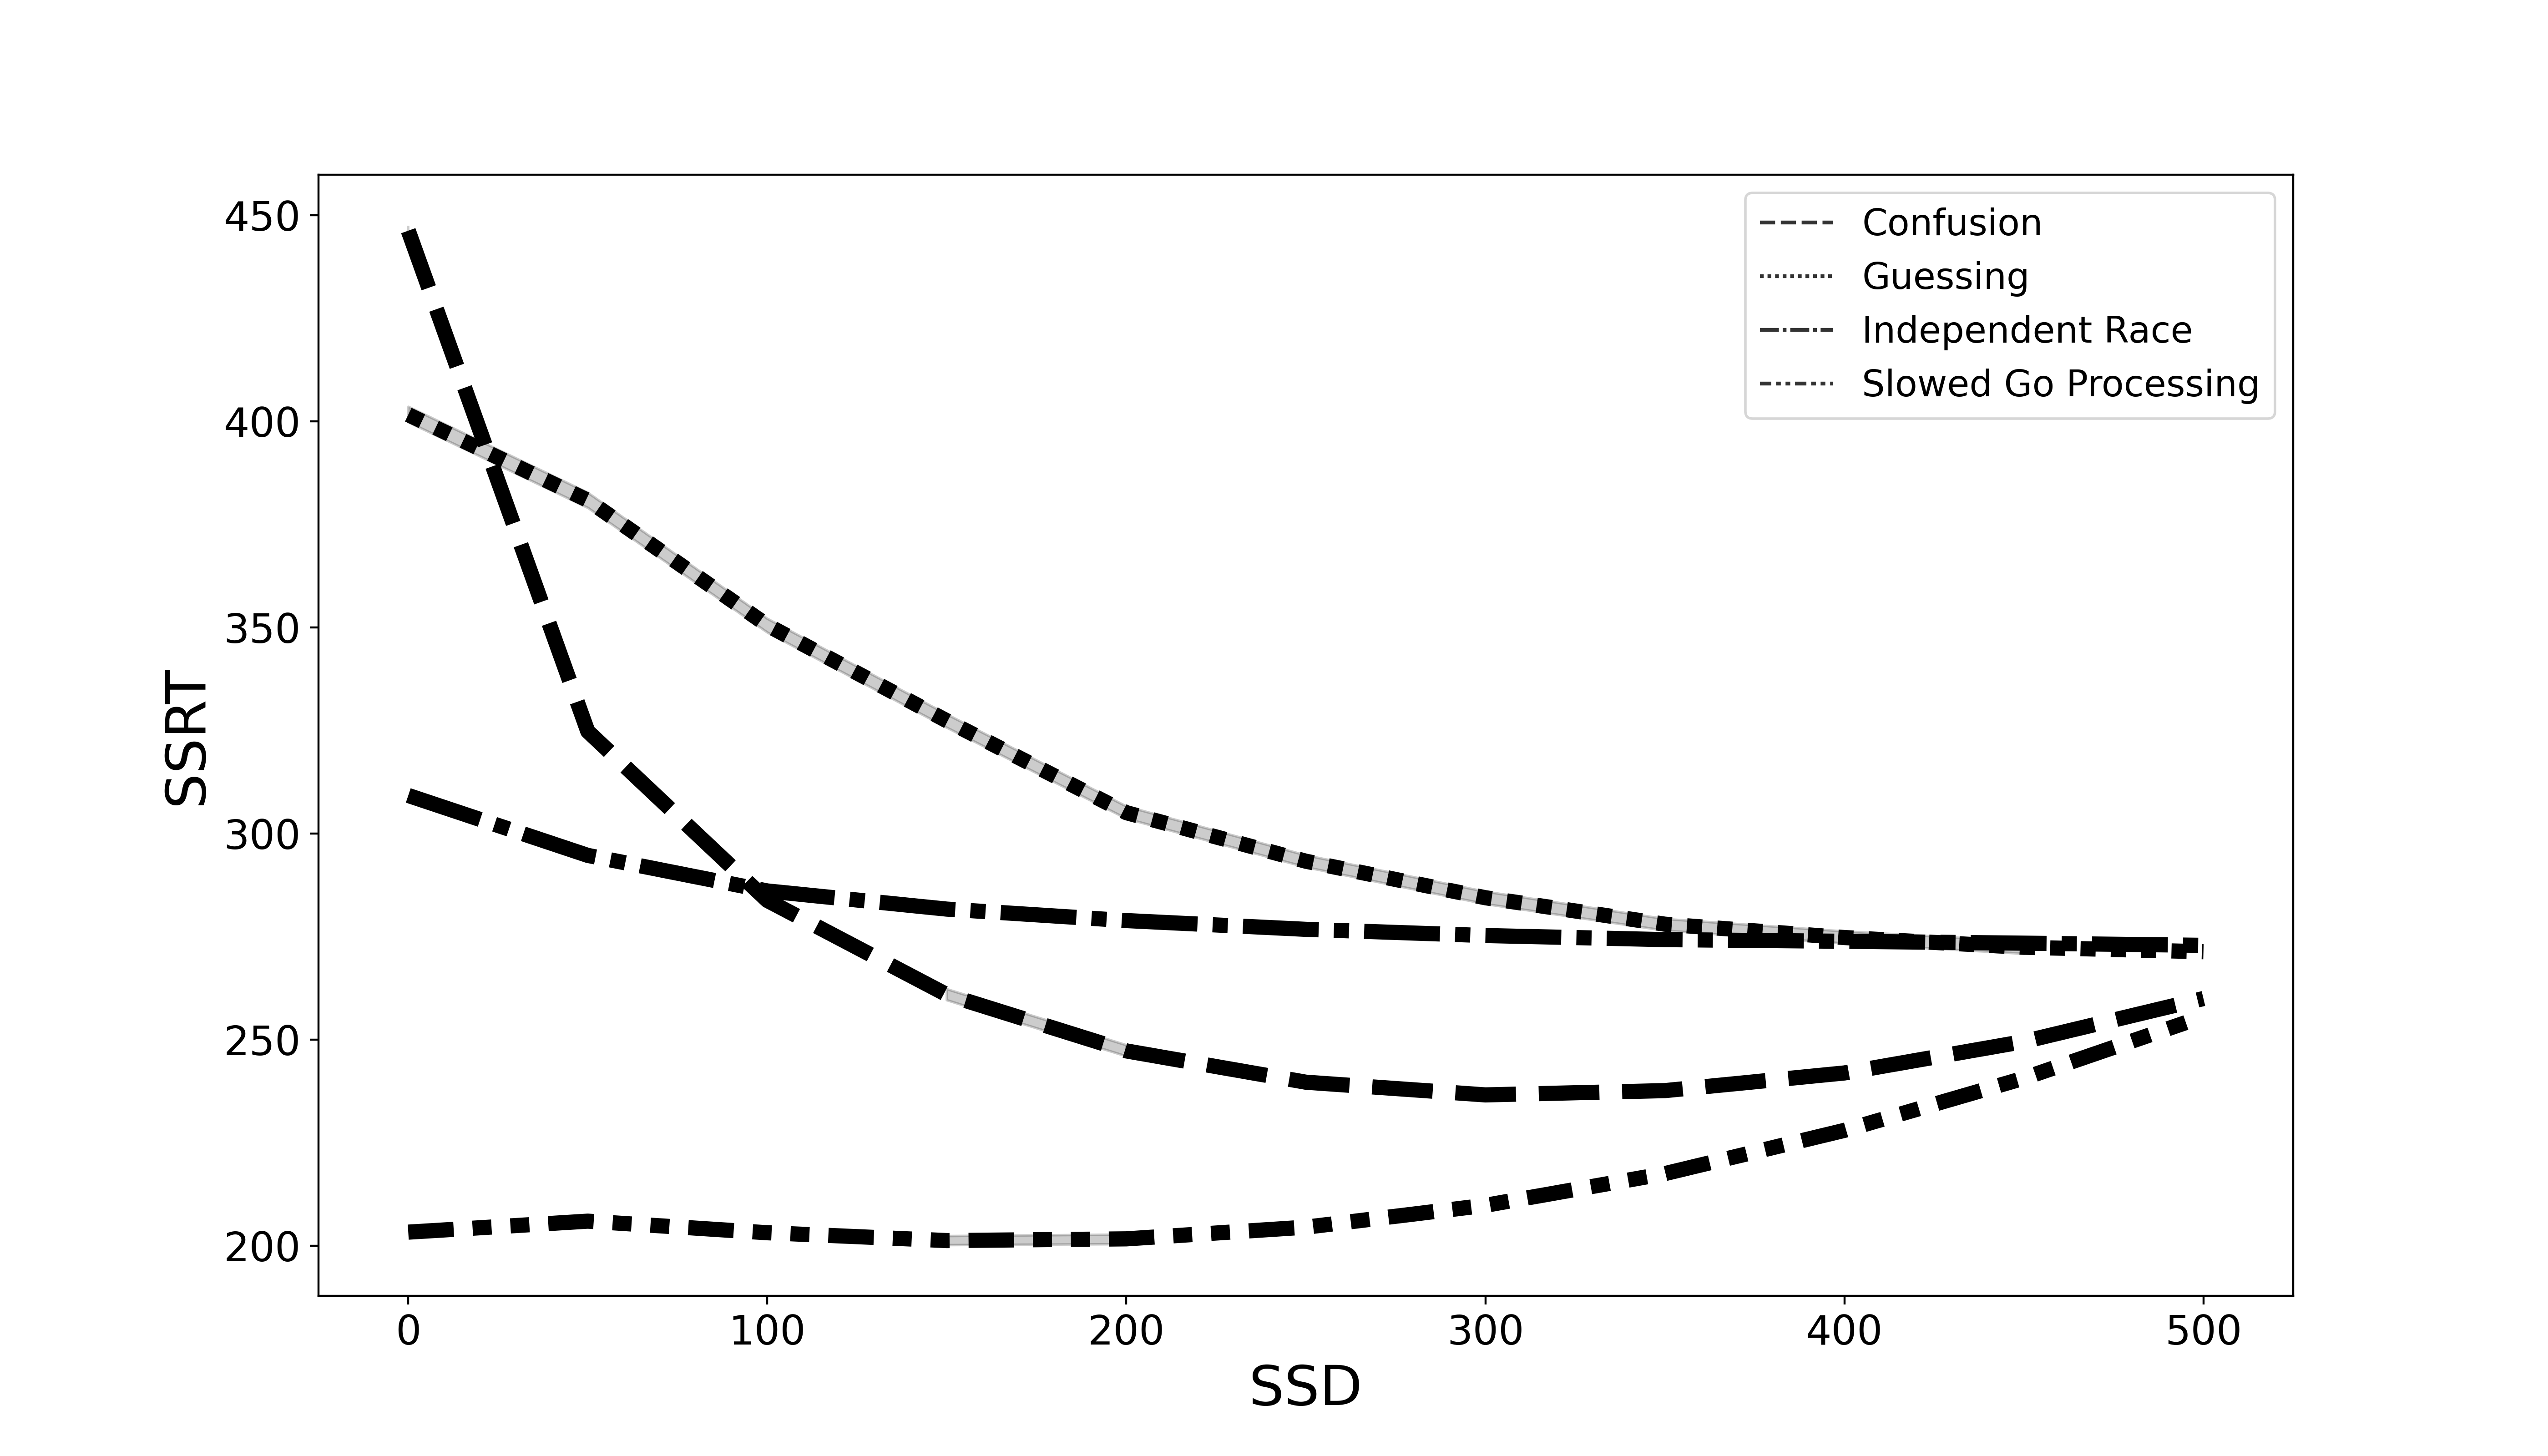 450
400
350
300
250
200
SSRT
Confusion
Guessing
Independent Race
Slowed Go Processing
0 100 200 300 400 500
SSD